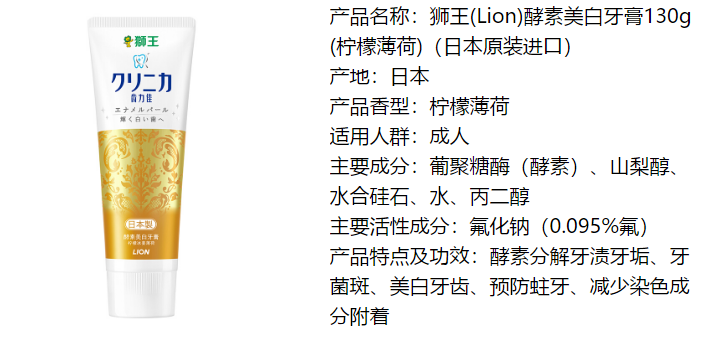 狮王
クリニカ
齿力佳
エナメルパール
輝く白い歯へ
日本製
酵素美白牙膏
LION
产品名称：狮王(Lion)酵素美白牙膏130g
(柠檬薄荷)（日本原装进口）
产地：日本
产品香型：柠檬薄荷
适用人群：成人
主要成分：葡聚糖酶（酵素）、山梨醇、
水合硅石、水、丙二醇
主要活性成分：氟化钠（0.095%氟）
产品特点及功效：酵素分解牙渍牙垢、牙
菌斑、美白牙齿、预防蛀牙、减少染色成
分附着